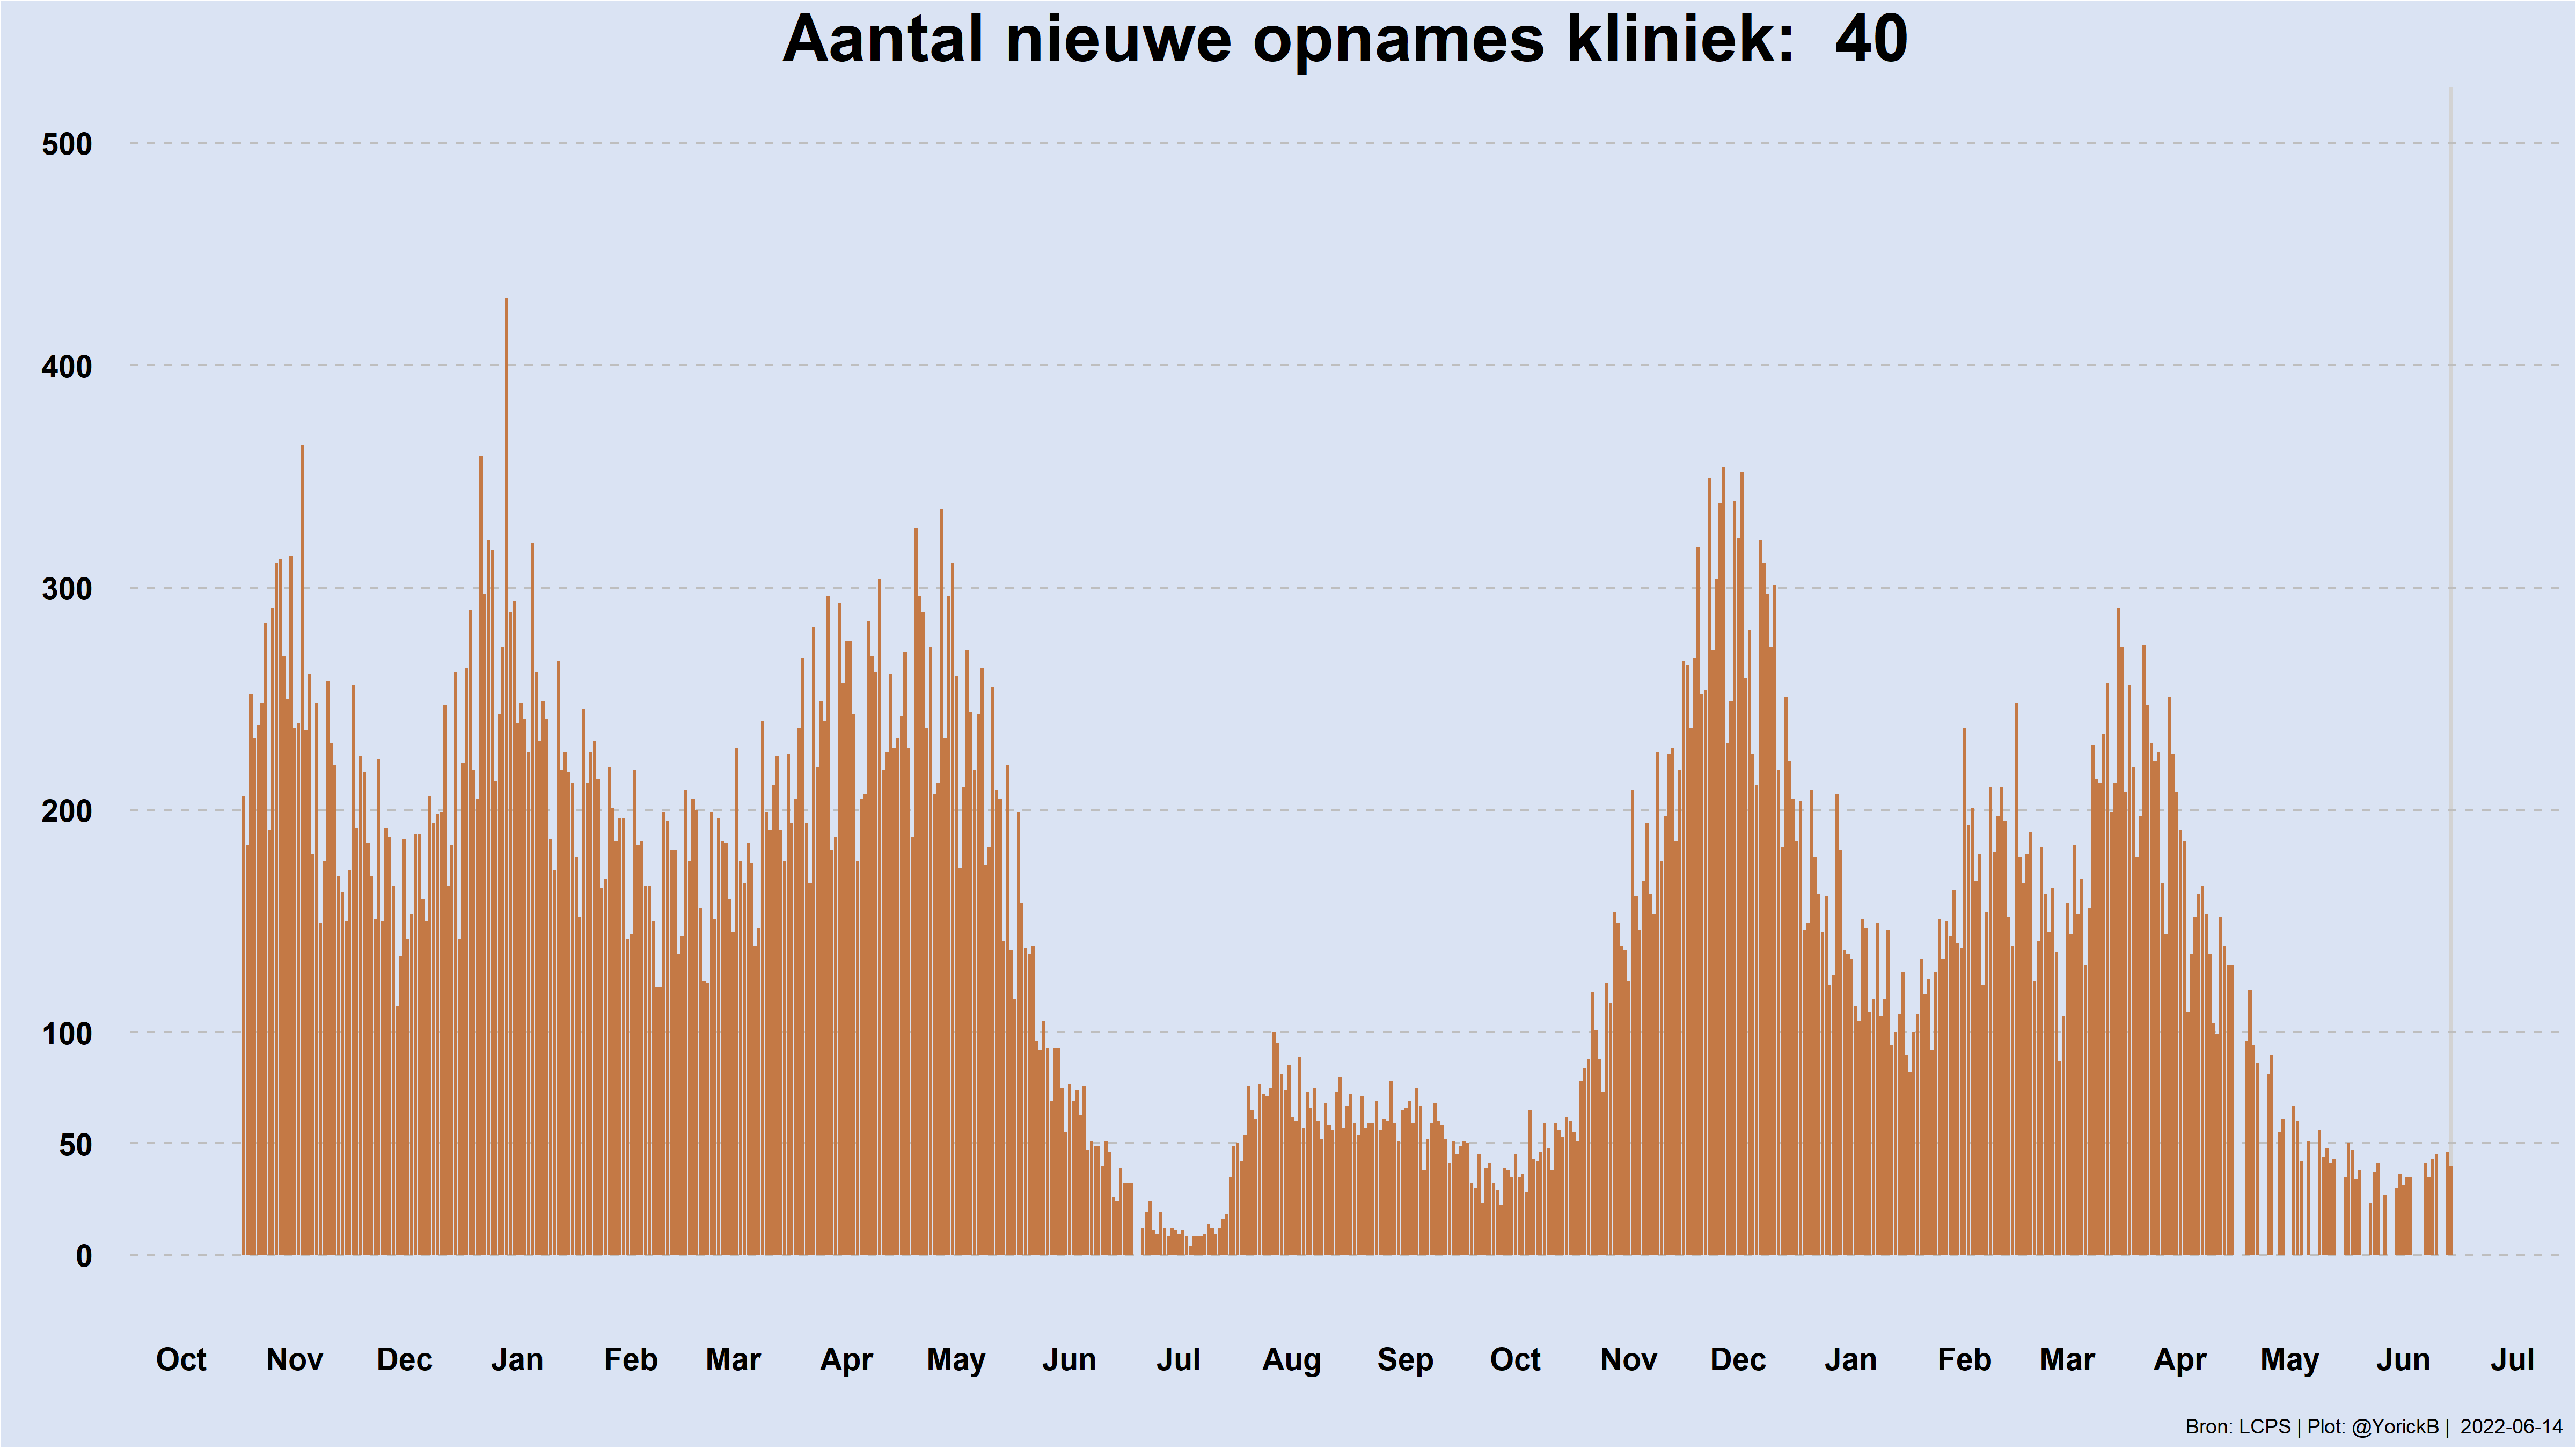 Aantal nieuwe opnames kliniek:  40
500
400
300
200
100
50
0
Oct Nov Dec Jan Feb Mar Apr May Jun Jul Aug Sep Oct Nov Dec Jan Feb Mar Apr May Jun Jul
Bron: LCPS | Plot: @YorickB |  2022-06-14